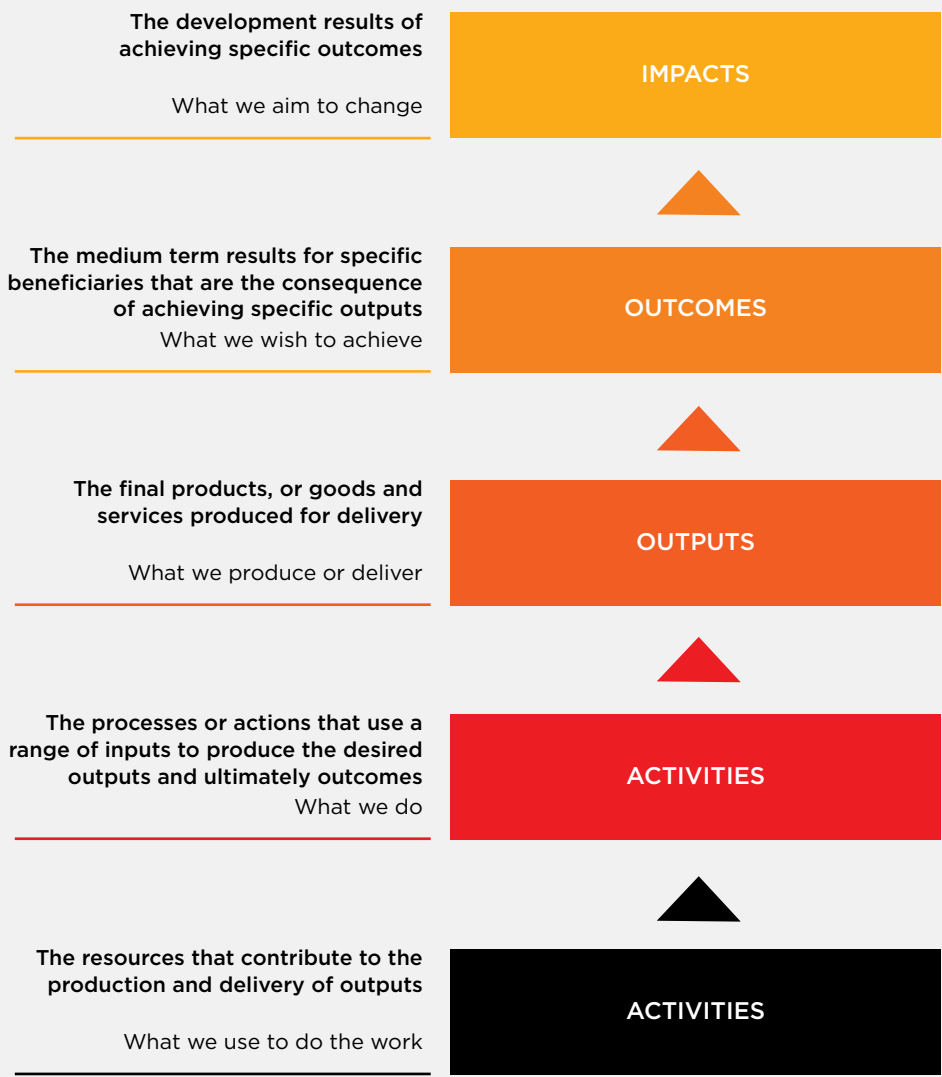 The development results of
achieving specific outcomes
What we aim to change
IMPACTS
The medium term results for specific
beneficiaries that are the consequence
of achieving specific outputs
What we wish to achieve
OUTCOMES
The final products, or goods and
services produced for delivery
What we produce or deliver
OUTPUTS
The processes or actions that use a
range of inputs to produce the desired
outputs and ultimately outcomes
What we do
ACTIVITIES
The resources that contribute to the
production and delivery of outputs
What we use to do the work
ACTIVITIES